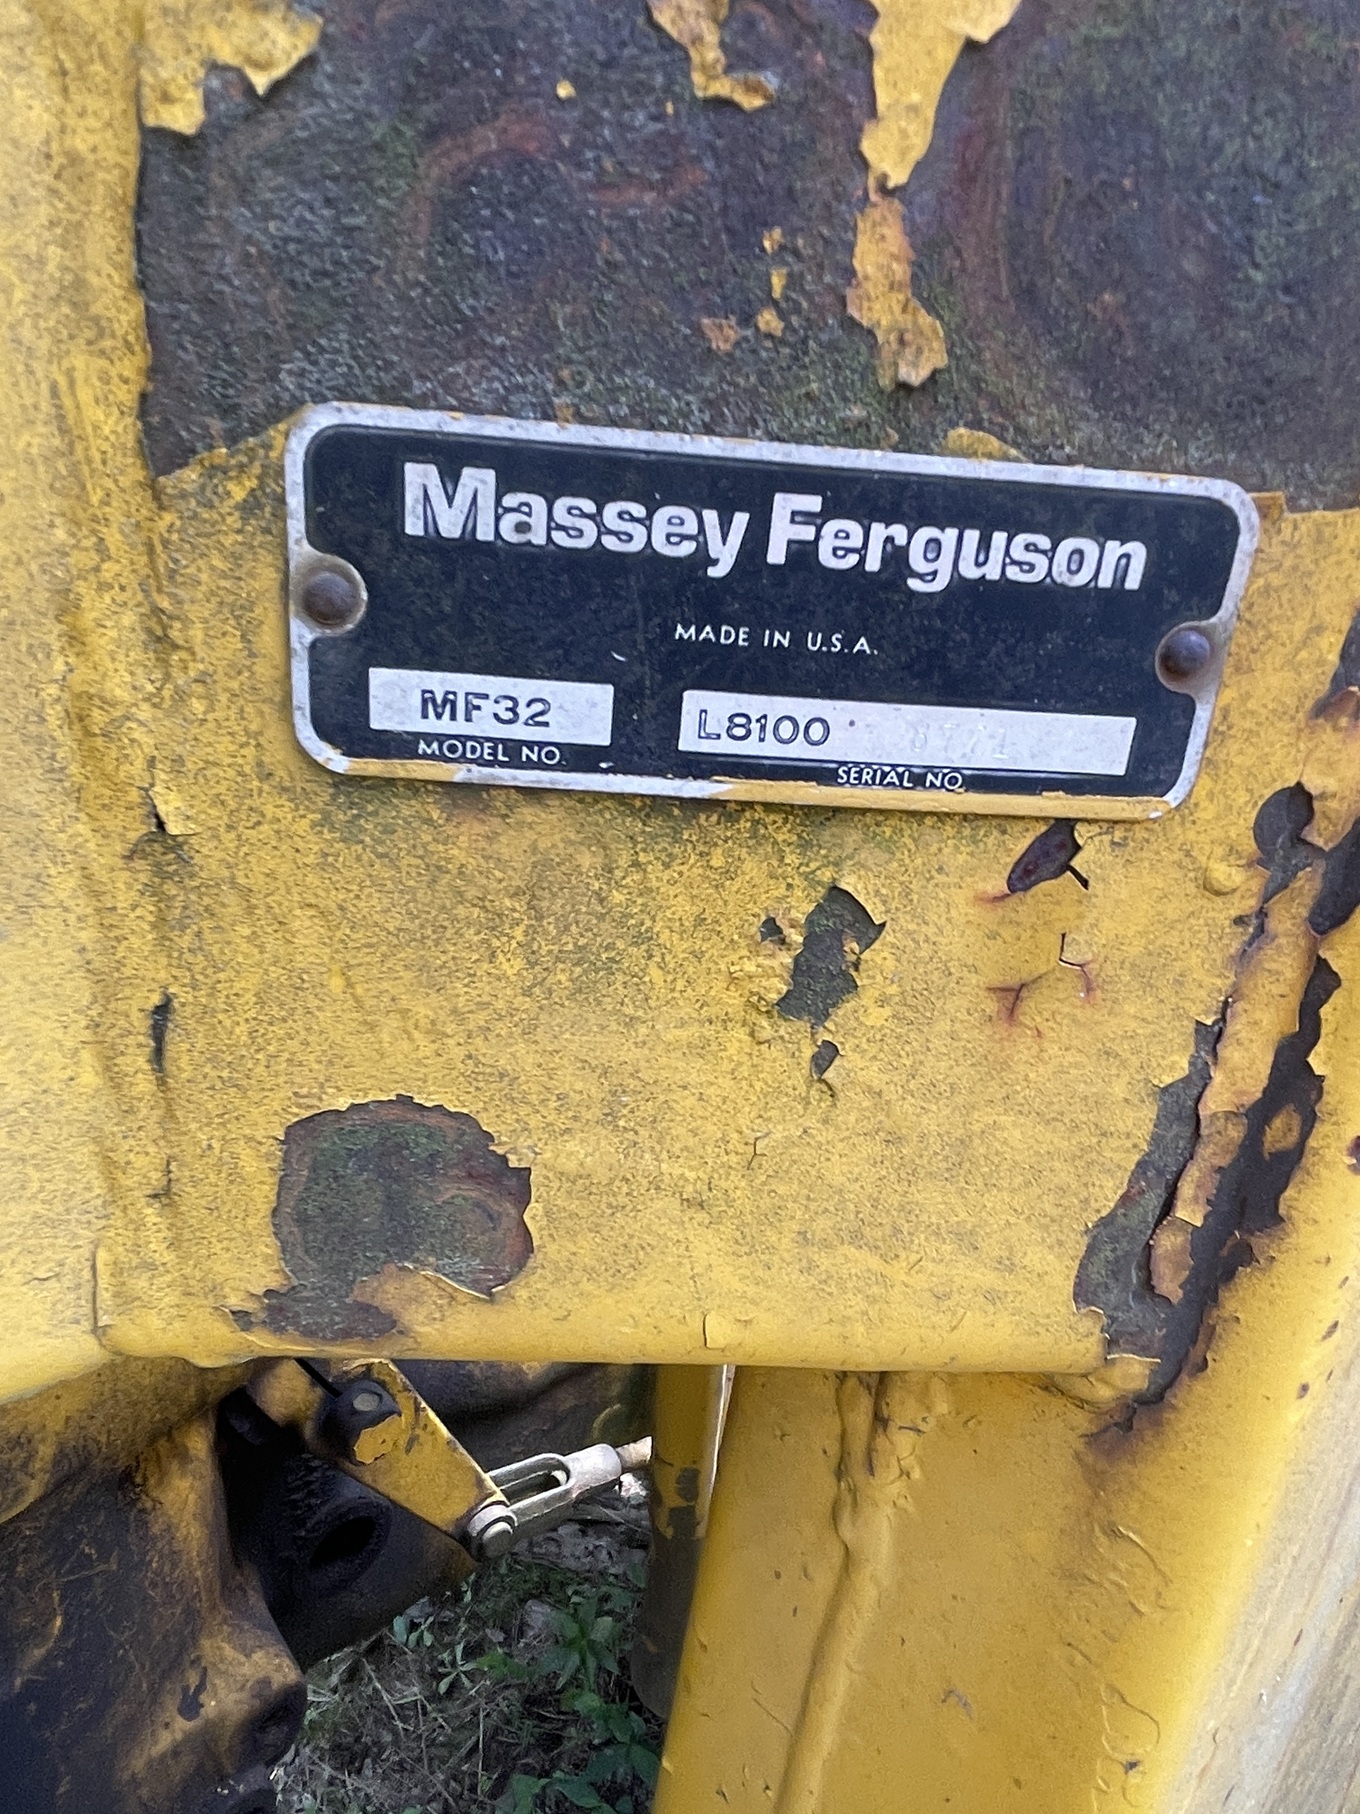 Massey Ferguson
MADE IN U.S.A.
MF32 L8100
MODEL NO. SERIAL NO.